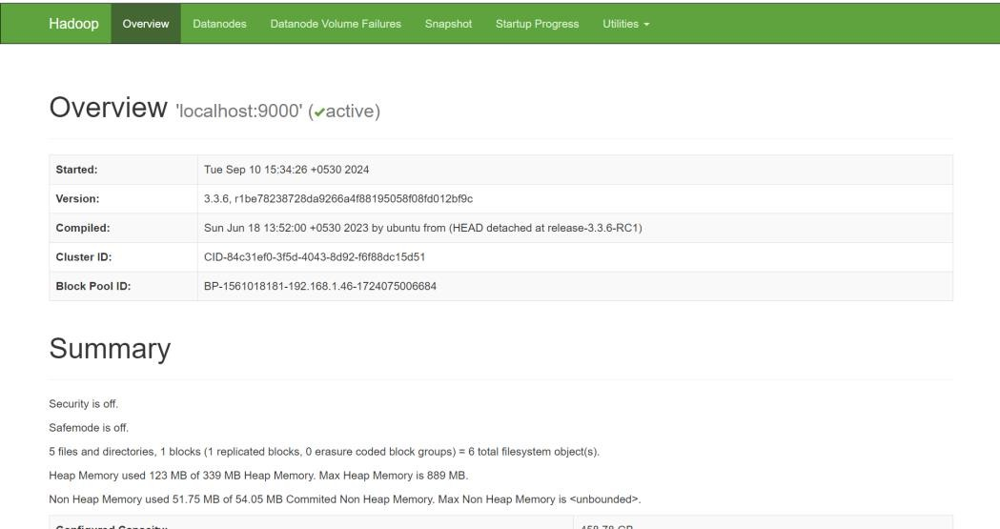 Hadoop Overview Datanodes Datanode Volume Failures Snapshot Startup Progress Utilities
Overview 'localhost:9000' (✔active)
Started: Tue Sep 10 15:34:26 +0530 2024
Version: 3.3.6, r1be78238728da9266a4f88195058f08fd012bf9c
Compiled: Sun Jun 18 13:52:00 +0530 2023 by ubuntu from (HEAD detached at release-3.3.6-RC1)
Cluster ID: CID-84c31ef0-3f5d-4043-8d92-f6f88dc15d51
Block Pool ID: BP-1561018181-192.168.1.46-1724075006684
Summary
Security is off.
Safemode is off.
5 files and directories, 1 blocks (1 replicated blocks, 0 erasure coded block groups) = 6 total filesystem object(s).
Heap Memory used 123 MB of 339 MB Heap Memory. Max Heap Memory is 889 MB.
Non Heap Memory used 51.75 MB of 54.05 MB Commited Non Heap Memory. Max Non Heap Memory is <unbounded>.
Configured Capacity: 458.78 GB